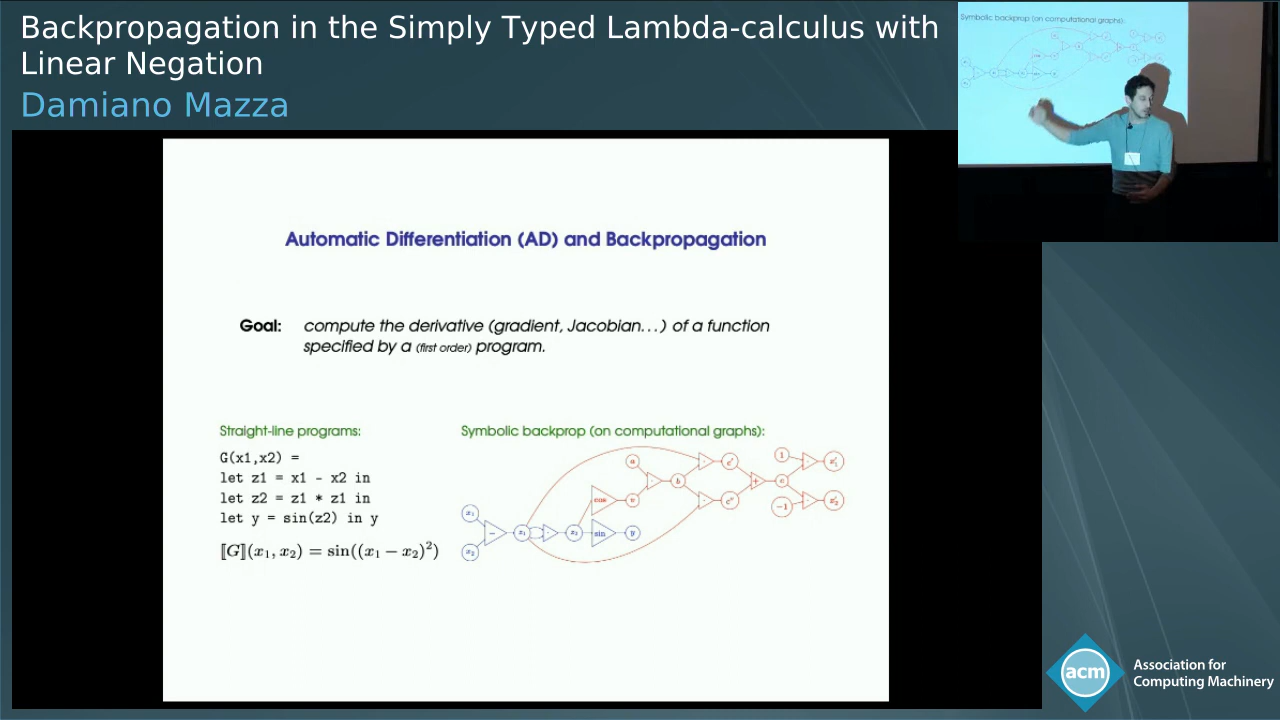 Backpropagation in the Simply Typed Lambda-calculus with
Linear Negation
Damiano Mazza
Symbolic backprop (on computational graphs):
Automatic Differentiation (AD) and Backpropagation
Goal: compute the derivative (gradient, Jacobian...) of a function
specified by a (first order) program.
Straight-line programs:
G(x1,x2) =
let z1 = x1 - x2 in
let z2 = z1 * z1 in
let y = sin(z2) in y
⟦G⟧(x₁, x₂) = sin((x₁ − x₂)²)
Symbolic backprop (on computational graphs):
x₁
x₂
−
z₁
·
z₂
sin
y
cos
v
a
·
b
·
c′
·
c″
+
c
1
−1
·
x′₁
·
x′₂
acm
Association for
Computing Machinery